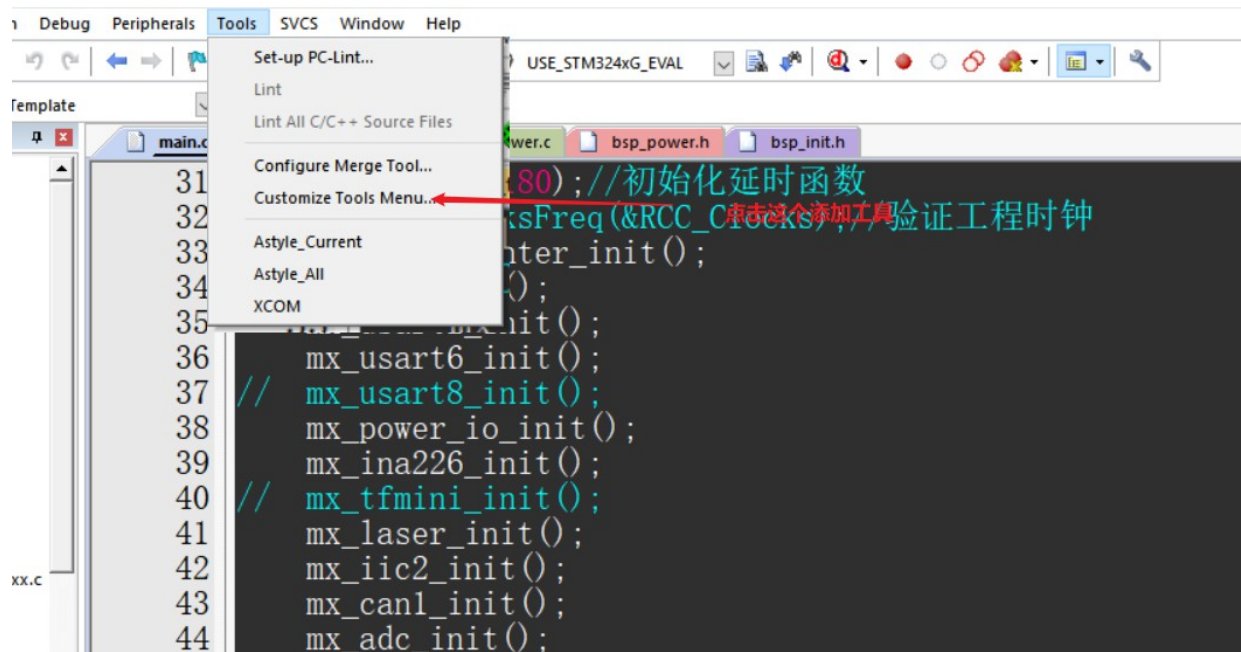 Debug Peripherals Tools SVCS Window Help
Set-up PC-Lint...
USE_STM324xG_EVAL
Lint
Template
Lint All C/C++ Source Files
main.c
wer.c
bsp_power.h
bsp_init.h
Configure Merge Tool...
31 80);//初始化延时函数
Customize Tools Menu...
点击这个添加工具
32 ksFreq(&RCC_Clocks);//验证工程时钟
Astyle_Current
33 nter_init();
Astyle_All
34 ();
XCOM
35 init();
36 mx_usart6_init();
37 // mx_usart8_init();
38 mx_power_io_init();
39 mx_ina226_init();
40 // mx_tfmini_init();
41 mx_laser_init();
42 mx_iic2_init();
xx.c
43 mx_can1_init();
44 mx_adc_init();